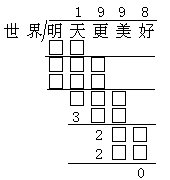 1 9 9 8
世 界 明 天 更 美 好
□ □
□ □ □
□ □ □
□ □ □
3 □ □
2 □ □
2 □ □
0